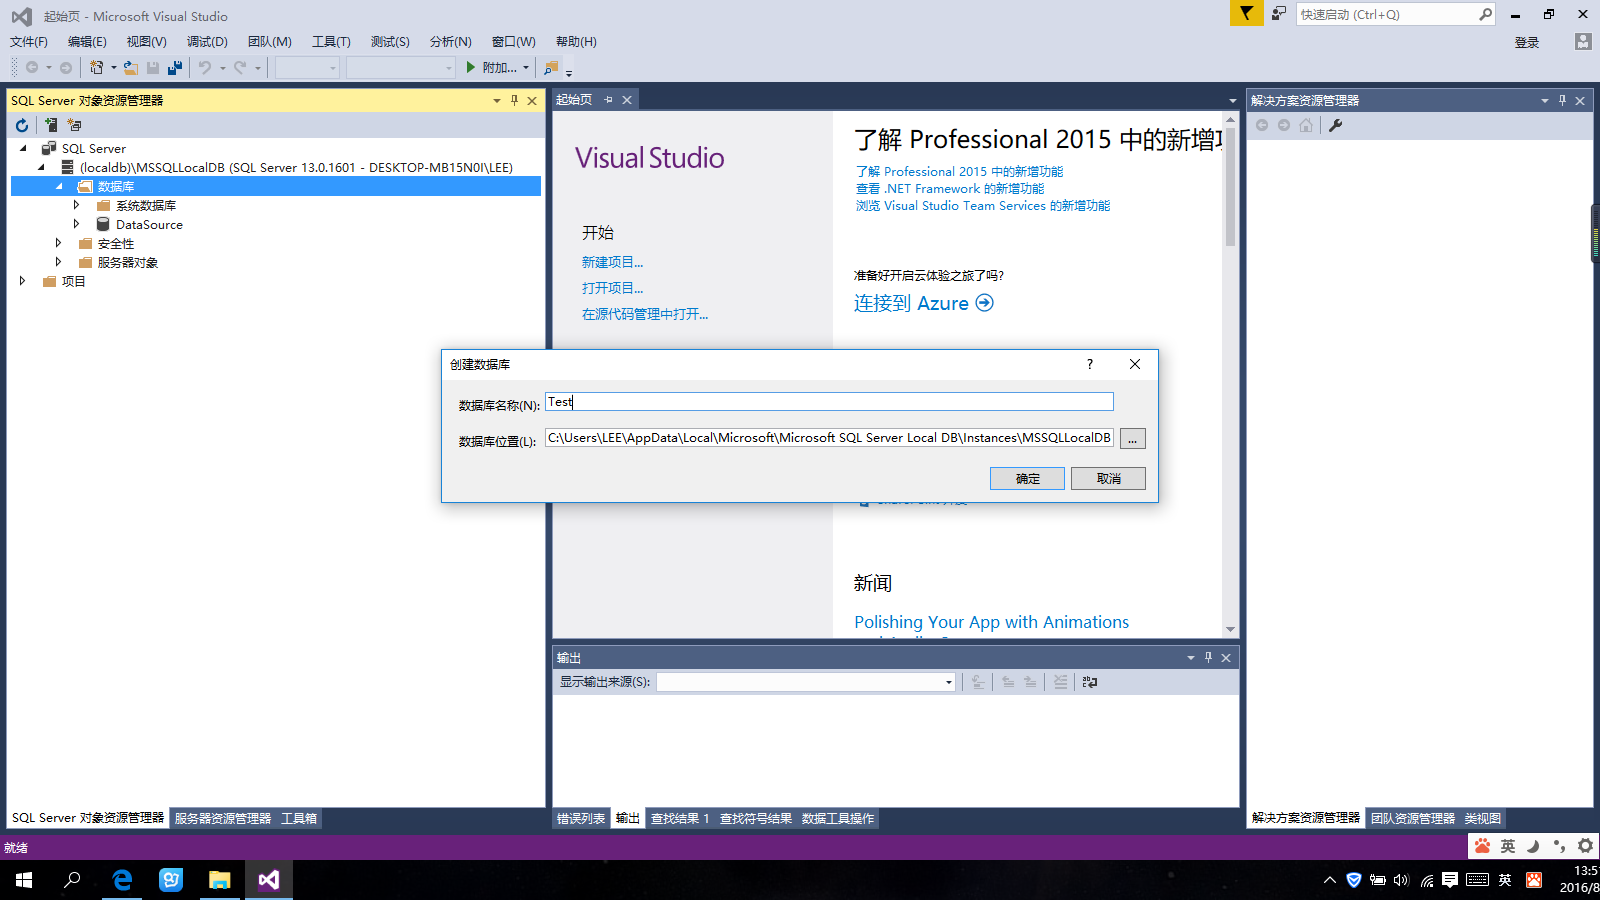 起始页 - Microsoft Visual Studio
快速启动 (Ctrl+Q)
文件(F) 编辑(E) 视图(V) 调试(D) 团队(M) 工具(T) 测试(S) 分析(N) 窗口(W) 帮助(H)
登录
附加...
SQL Server 对象资源管理器
SQL Server
(localdb)\MSSQLLocalDB (SQL Server 13.0.1601 - DESKTOP-MB15N0I\LEE)
数据库
系统数据库
DataSource
安全性
服务器对象
项目
起始页
Visual Studio
开始
新建项目...
打开项目...
在源代码管理中打开...
了解 Professional 2015 中的新增功
了解 Professional 2015 中的新增功能
查看 .NET Framework 的新增功能
浏览 Visual Studio Team Services 的新增功能
准备好开启云体验之旅了吗?
连接到 Azure
创建数据库
?
数据库名称(N):
Test
数据库位置(L):
C:\Users\LEE\AppData\Local\Microsoft\Microsoft SQL Server Local DB\Instances\MSSQLLocalDB
...
确定
取消
新闻
Polishing Your App with Animations
输出
显示输出来源(S):
解决方案资源管理器
SQL Server 对象资源管理器 服务器资源管理器 工具箱
错误列表 输出 查找结果 1 查找符号结果 数据工具操作
解决方案资源管理器 团队资源管理器 类视图
就绪
英
英
13:5
2016/8